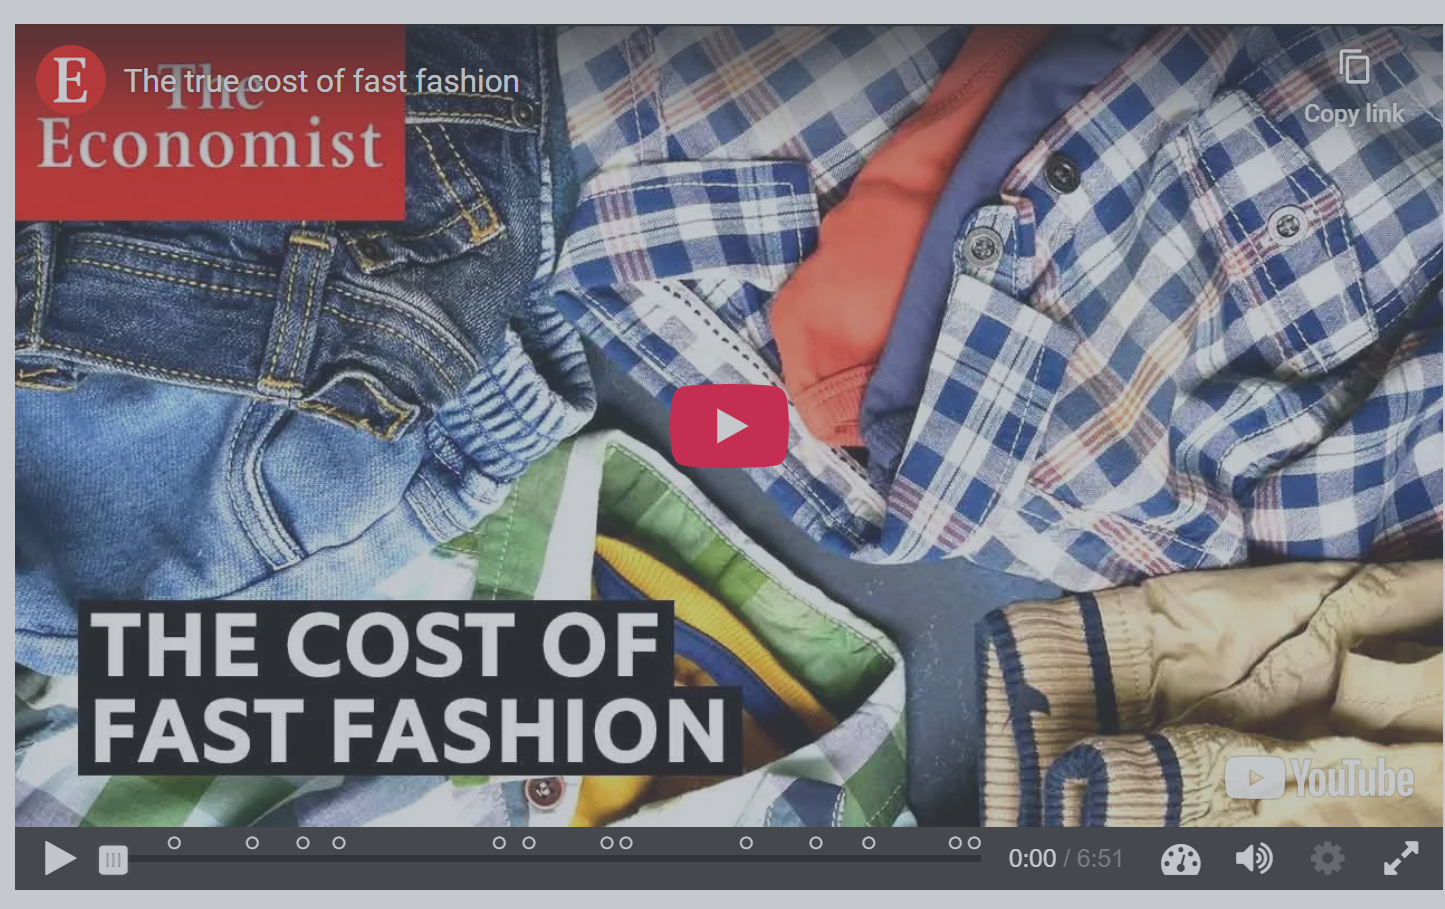 E
The true cost of fast fashion
The
Economist
Copy link
THE COST OF
FAST FASHION
YouTube
0:00 / 6:51